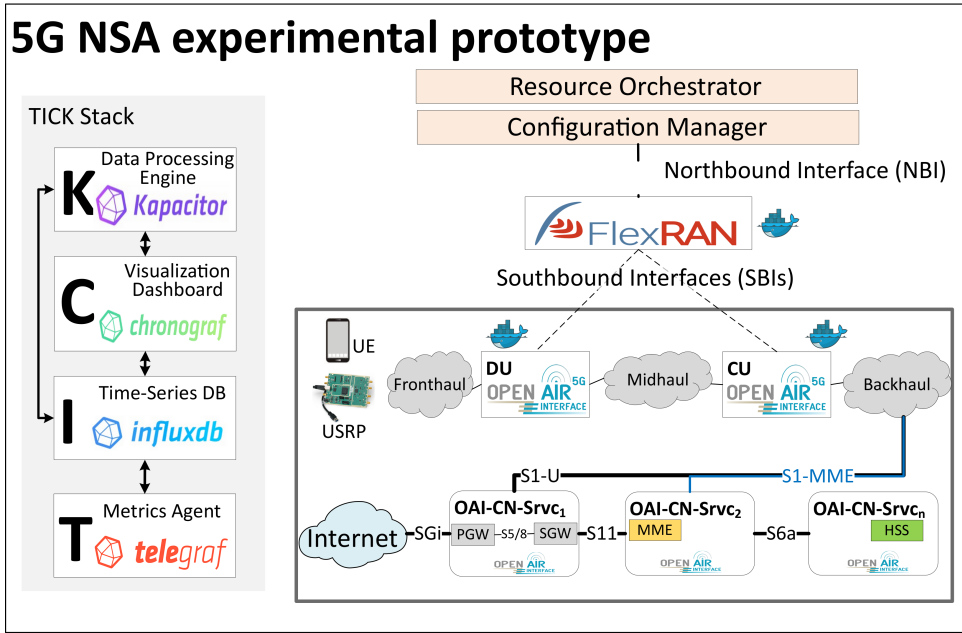 5G NSA experimental prototype
TICK Stack
K
Data Processing
Engine
Kapacitor
C
Visualization
Dashboard
chronograf
I
Time-Series DB
influxdb
T
Metrics Agent
telegraf
Resource Orchestrator
Configuration Manager
Northbound Interface (NBI)
FlexRAN
Southbound Interfaces (SBIs)
UE
USRP
Fronthaul
DU
OPEN AIR 5G
INTERFACE
Midhaul
CU
OPEN AIR 5G
INTERFACE
Backhaul
S1-U
S1-MME
Internet
SGi
OAI-CN-Srvc1
PGW
S5/8
SGW
OPEN AIR
INTERFACE
S11
OAI-CN-Srvc2
MME
OPEN AIR
INTERFACE
S6a
OAI-CN-Srvcn
HSS
OPEN AIR
INTERFACE